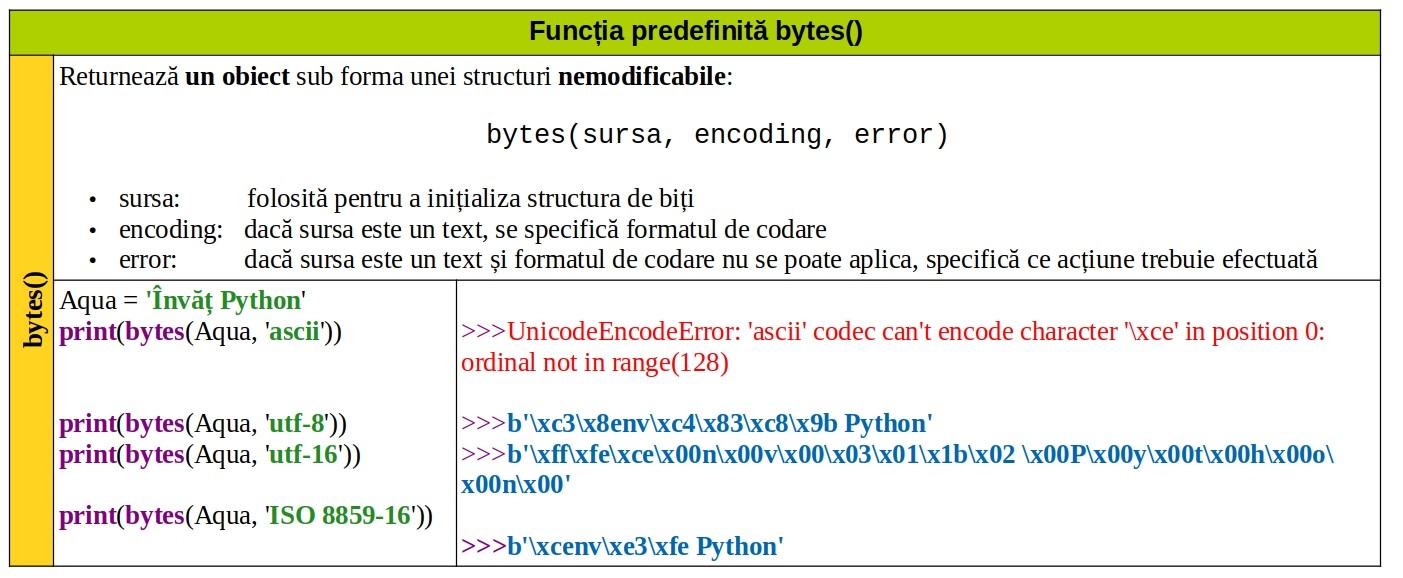 Funcția predefinită bytes()
bytes()
Returnează un obiect sub forma unei structuri nemodificabile:
bytes(sursa, encoding, error)
• sursa: folosită pentru a inițializa structura de biți
• encoding: dacă sursa este un text, se specifică formatul de codare
• error: dacă sursa este un text și formatul de codare nu se poate aplica, specifică ce acțiune trebuie efectuată
Aqua = 'Învăț Python'
print(bytes(Aqua, 'ascii'))
>>>UnicodeEncodeError: 'ascii' codec can't encode character '\xce' in position 0:
ordinal not in range(128)
print(bytes(Aqua, 'utf-8'))
>>>b'\xc3\x8env\xc4\x83\xc8\x9b Python'
print(bytes(Aqua, 'utf-16'))
>>>b'\xff\xfe\xce\x00n\x00v\x00\x03\x01\x1b\x02 \x00P\x00y\x00t\x00h\x00o\
x00n\x00'
print(bytes(Aqua, 'ISO 8859-16'))
>>>b'\xcenv\xe3\xfe Python'